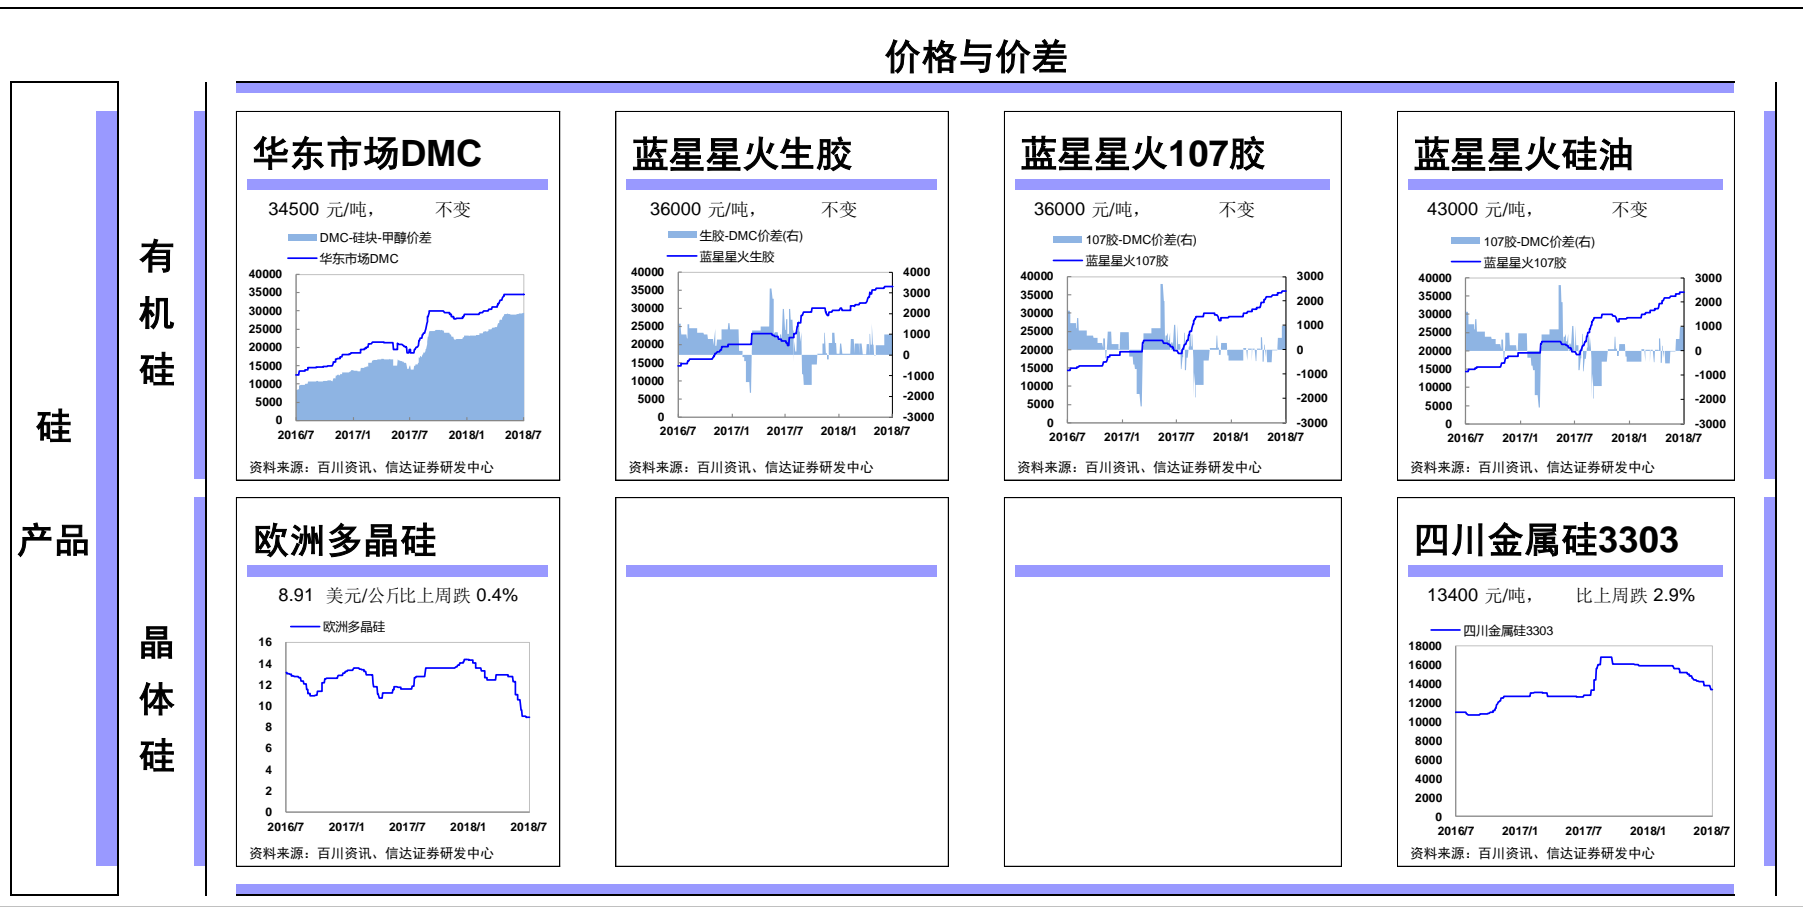 价格与价差
硅
产品
有
机
硅
华东市场DMC
34500 元/吨， 不变
DMC-硅块-甲醇价差
华东市场DMC
40000
35000
30000
25000
20000
15000
10000
5000
0
2016/7 2017/1 2017/7 2018/1 2018/7
资料来源：百川资讯、信达证券研发中心
蓝星星火生胶
36000 元/吨， 不变
生胶-DMC价差(右)
蓝星星火生胶
40000 4000
35000 3000
30000 2000
25000 1000
20000 0
15000 -1000
10000 -2000
5000 -3000
0
2016/7 2017/1 2017/7 2018/1 2018/7
资料来源：百川资讯、信达证券研发中心
蓝星星火107胶
36000 元/吨， 不变
107胶-DMC价差(右)
蓝星星火107胶
40000 3000
35000 2000
30000 1000
25000 0
20000 -1000
15000 -2000
10000 -3000
5000
0
2016/7 2017/1 2017/7 2018/1 2018/7
资料来源：百川资讯、信达证券研发中心
蓝星星火硅油
43000 元/吨， 不变
107胶-DMC价差(右)
蓝星星火107胶
40000 3000
35000 2000
30000 1000
25000 0
20000 -1000
15000 -2000
10000 -3000
5000
0
2016/7 2017/1 2017/7 2018/1 2018/7
资料来源：百川资讯、信达证券研发中心
晶
体
硅
欧洲多晶硅
8.91 美元/公斤比上周跌 0.4%
欧洲多晶硅
16
14
12
10
8
6
4
2
0
2016/7 2017/1 2017/7 2018/1 2018/7
资料来源：百川资讯、信达证券研发中心
四川金属硅3303
13400 元/吨， 比上周跌 2.9%
四川金属硅3303
18000
16000
14000
12000
10000
8000
6000
4000
2000
0
2016/7 2017/1 2017/7 2018/1 2018/7
资料来源：百川资讯、信达证券研发中心